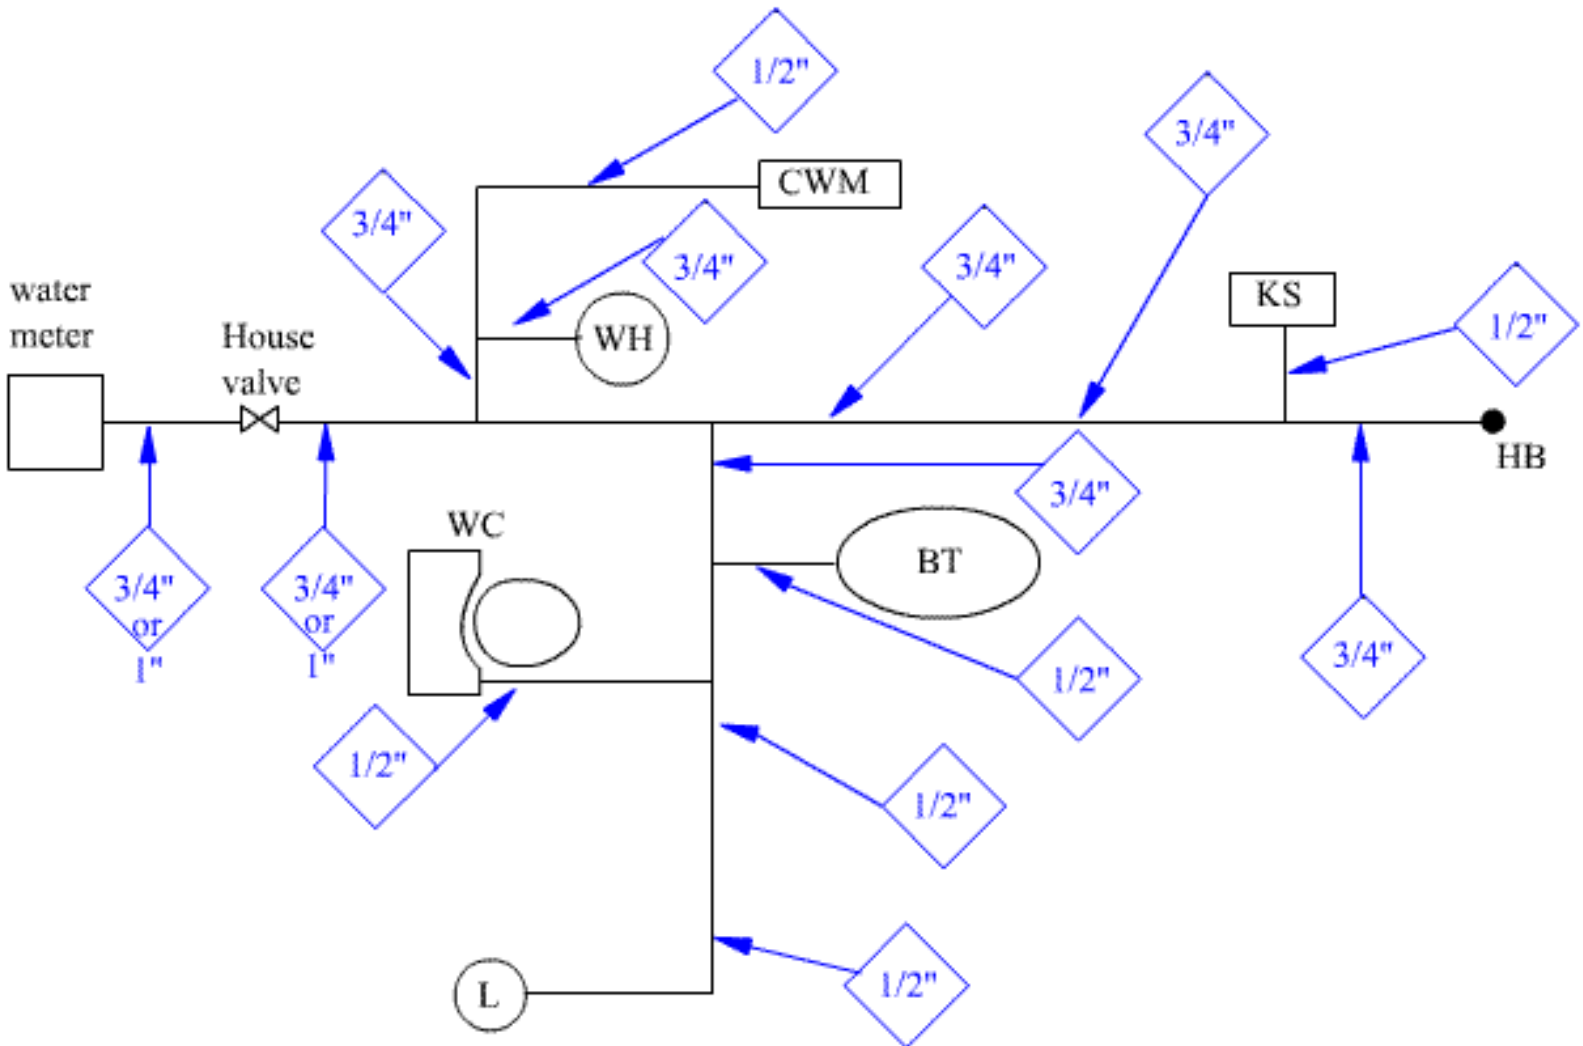 1/2"
3/4"
CWM
3/4"
3/4"
3/4"
water
meter
House
valve
WH
KS
1/2"
HB
3/4"
WC
BT
3/4"
or
1"
3/4"
or
1"
3/4"
1/2"
1/2"
1/2"
L
1/2"